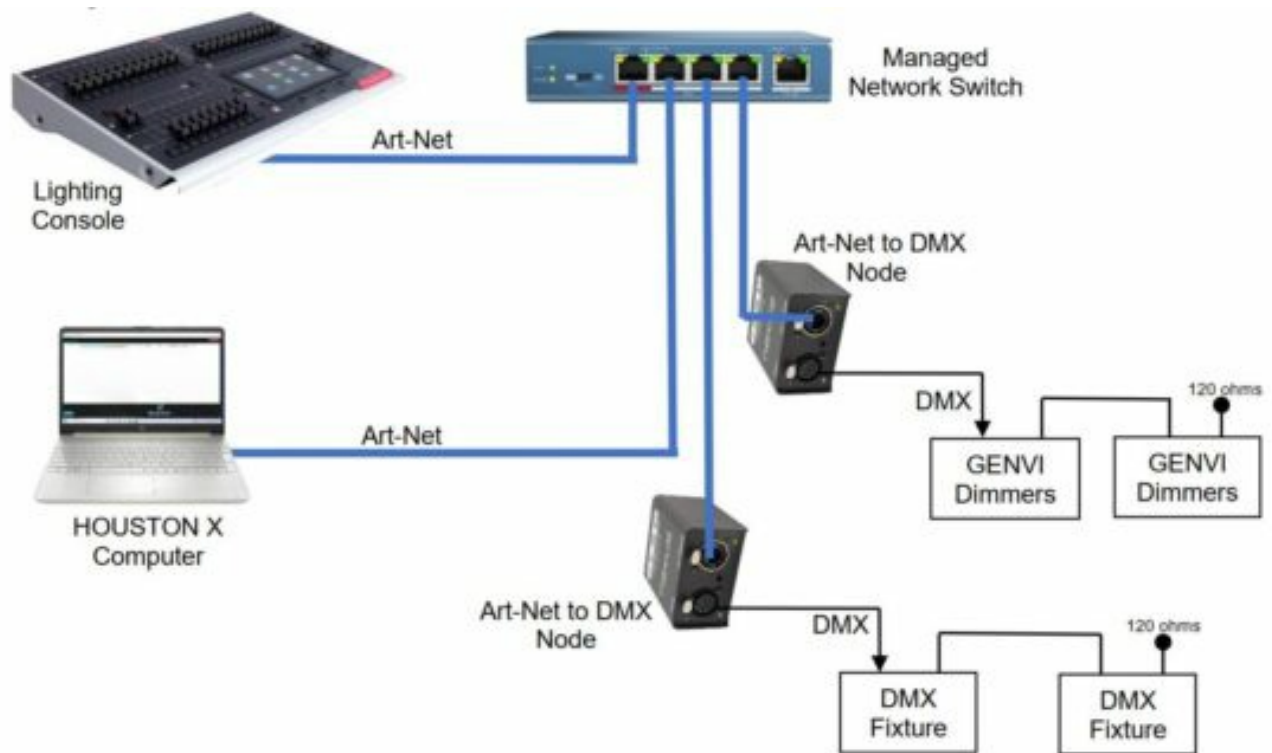 Managed
Network Switch
Art-Net
Lighting
Console
Art-Net to DMX
Node
120 ohms
DMX
GENVI
Dimmers
GENVI
Dimmers
Art-Net
HOUSTON X
Computer
Art-Net to DMX
Node
DMX
120 ohms
DMX
Fixture
DMX
Fixture